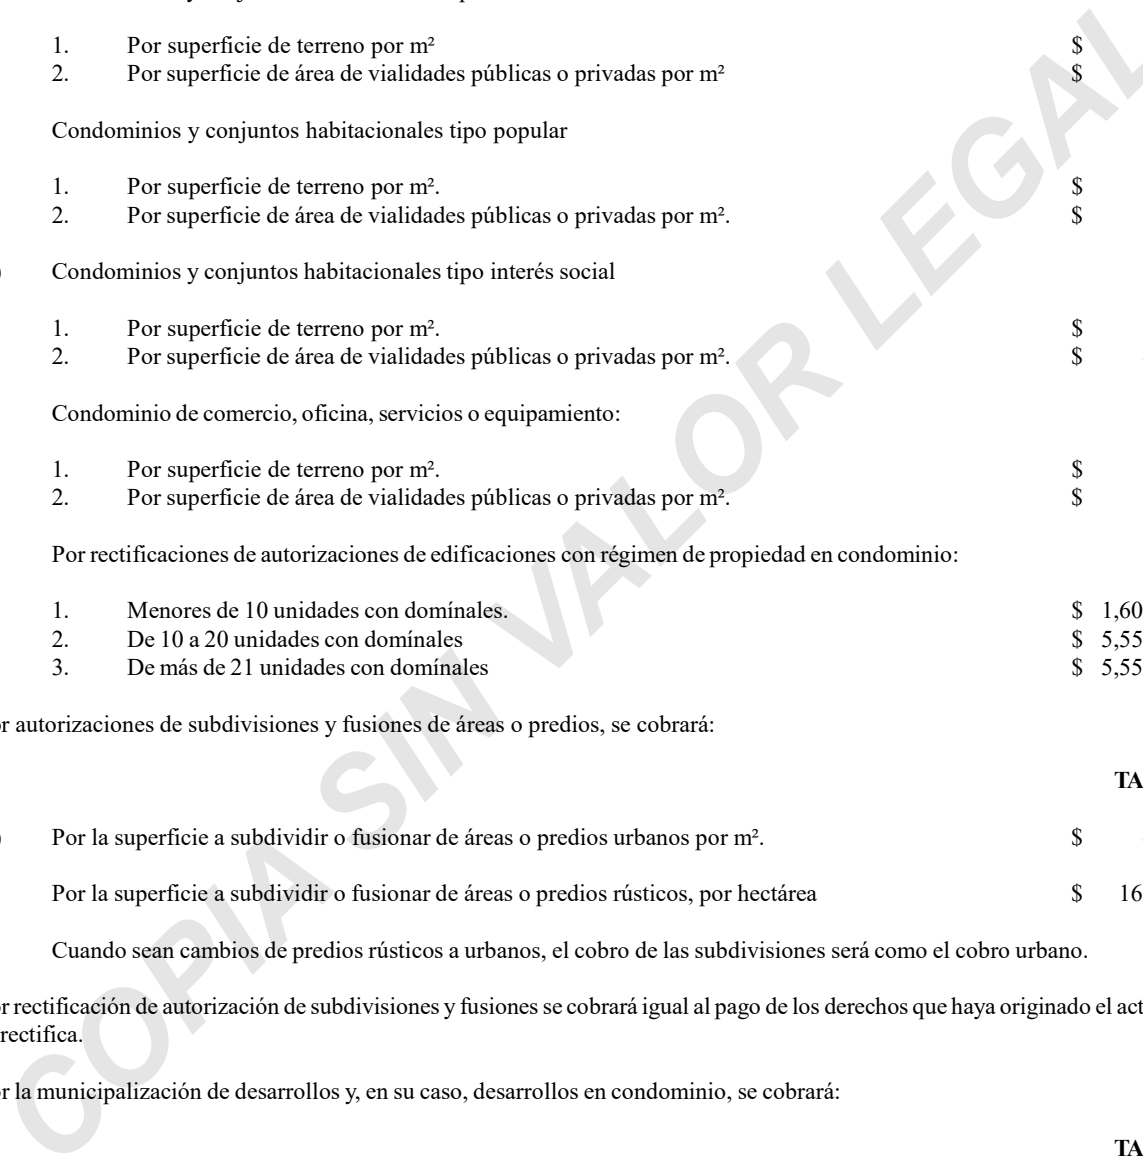 1. Por superficie de terreno por m² $
2. Por superficie de área de vialidades públicas o privadas por m² $
Condominios y conjuntos habitacionales tipo popular
1. Por superficie de terreno por m². $
2. Por superficie de área de vialidades públicas o privadas por m². $
) Condominios y conjuntos habitacionales tipo interés social
1. Por superficie de terreno por m². $
2. Por superficie de área de vialidades públicas o privadas por m². $
Condominio de comercio, oficina, servicios o equipamiento:
1. Por superficie de terreno por m². $
2. Por superficie de área de vialidades públicas o privadas por m². $
Por rectificaciones de autorizaciones de edificaciones con régimen de propiedad en condominio:
1. Menores de 10 unidades con domínales. $ 1,60
2. De 10 a 20 unidades con domínales $ 5,55
3. De más de 21 unidades con domínales $ 5,55
r autorizaciones de subdivisiones y fusiones de áreas o predios, se cobrará:
TA
) Por la superficie a subdividir o fusionar de áreas o predios urbanos por m². $
Por la superficie a subdividir o fusionar de áreas o predios rústicos, por hectárea $ 16
Cuando sean cambios de predios rústicos a urbanos, el cobro de las subdivisiones será como el cobro urbano.
r rectificación de autorización de subdivisiones y fusiones se cobrará igual al pago de los derechos que haya originado el act
rectifica.
r la municipalización de desarrollos y, en su caso, desarrollos en condominio, se cobrará:
TA
COPIA SIN VALOR LEGAL